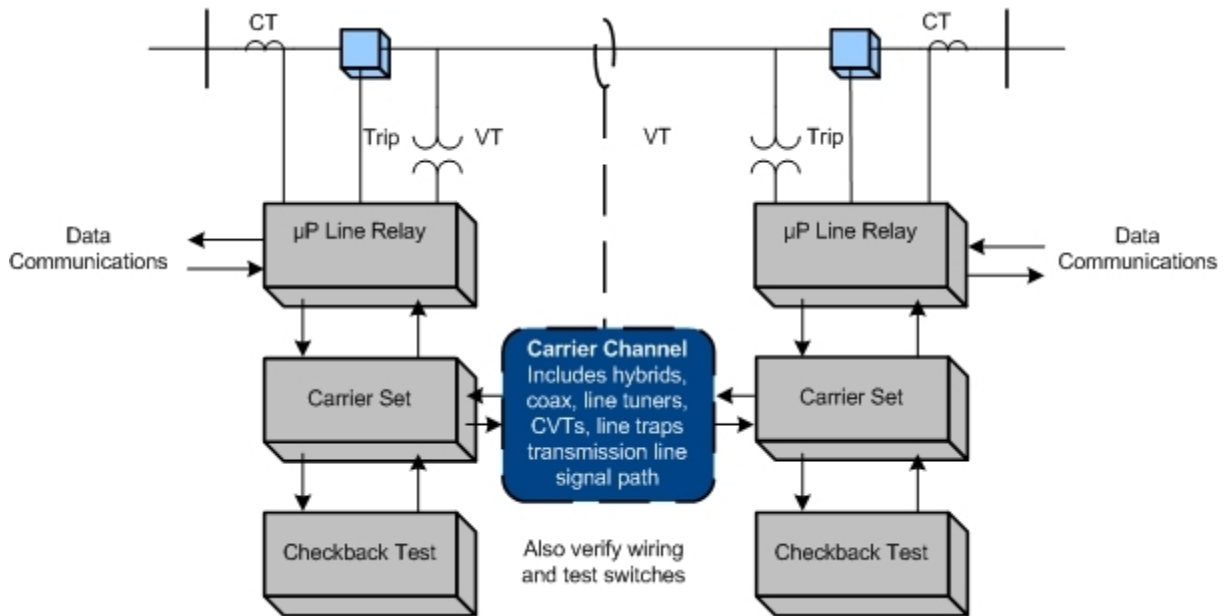 CT
CT
Trip
VT
VT
Trip
µP Line Relay
µP Line Relay
Data
Communications
Data
Communications
Carrier Channel
Includes hybrids,
coax, line tuners,
CVTs, line traps
transmission line
signal path
Carrier Set
Carrier Set
Checkback Test
Also verify wiring
and test switches
Checkback Test